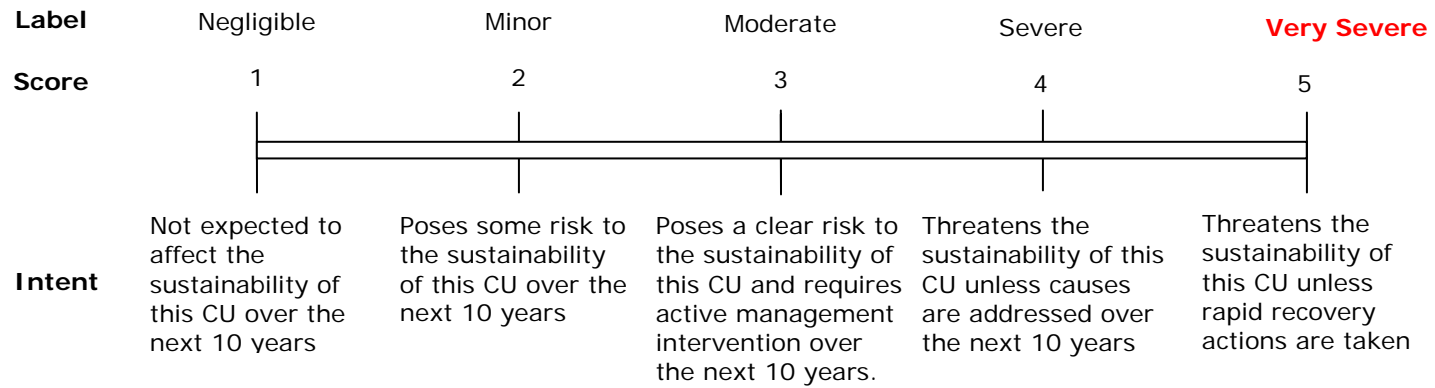 Label Negligible Minor Moderate Severe Very Severe
Score 1 2 3 4 5
Intent
Not expected to
affect the
sustainability of
this CU over the
next 10 years
Poses some risk to
the sustainability
of this CU over the
next 10 years
Poses a clear risk to
the sustainability of
this CU and requires
active management
intervention over
the next 10 years.
Threatens the
sustainability of this
CU unless causes
are addressed over
the next 10 years
Threatens the
sustainability of
this CU unless
rapid recovery
actions are taken